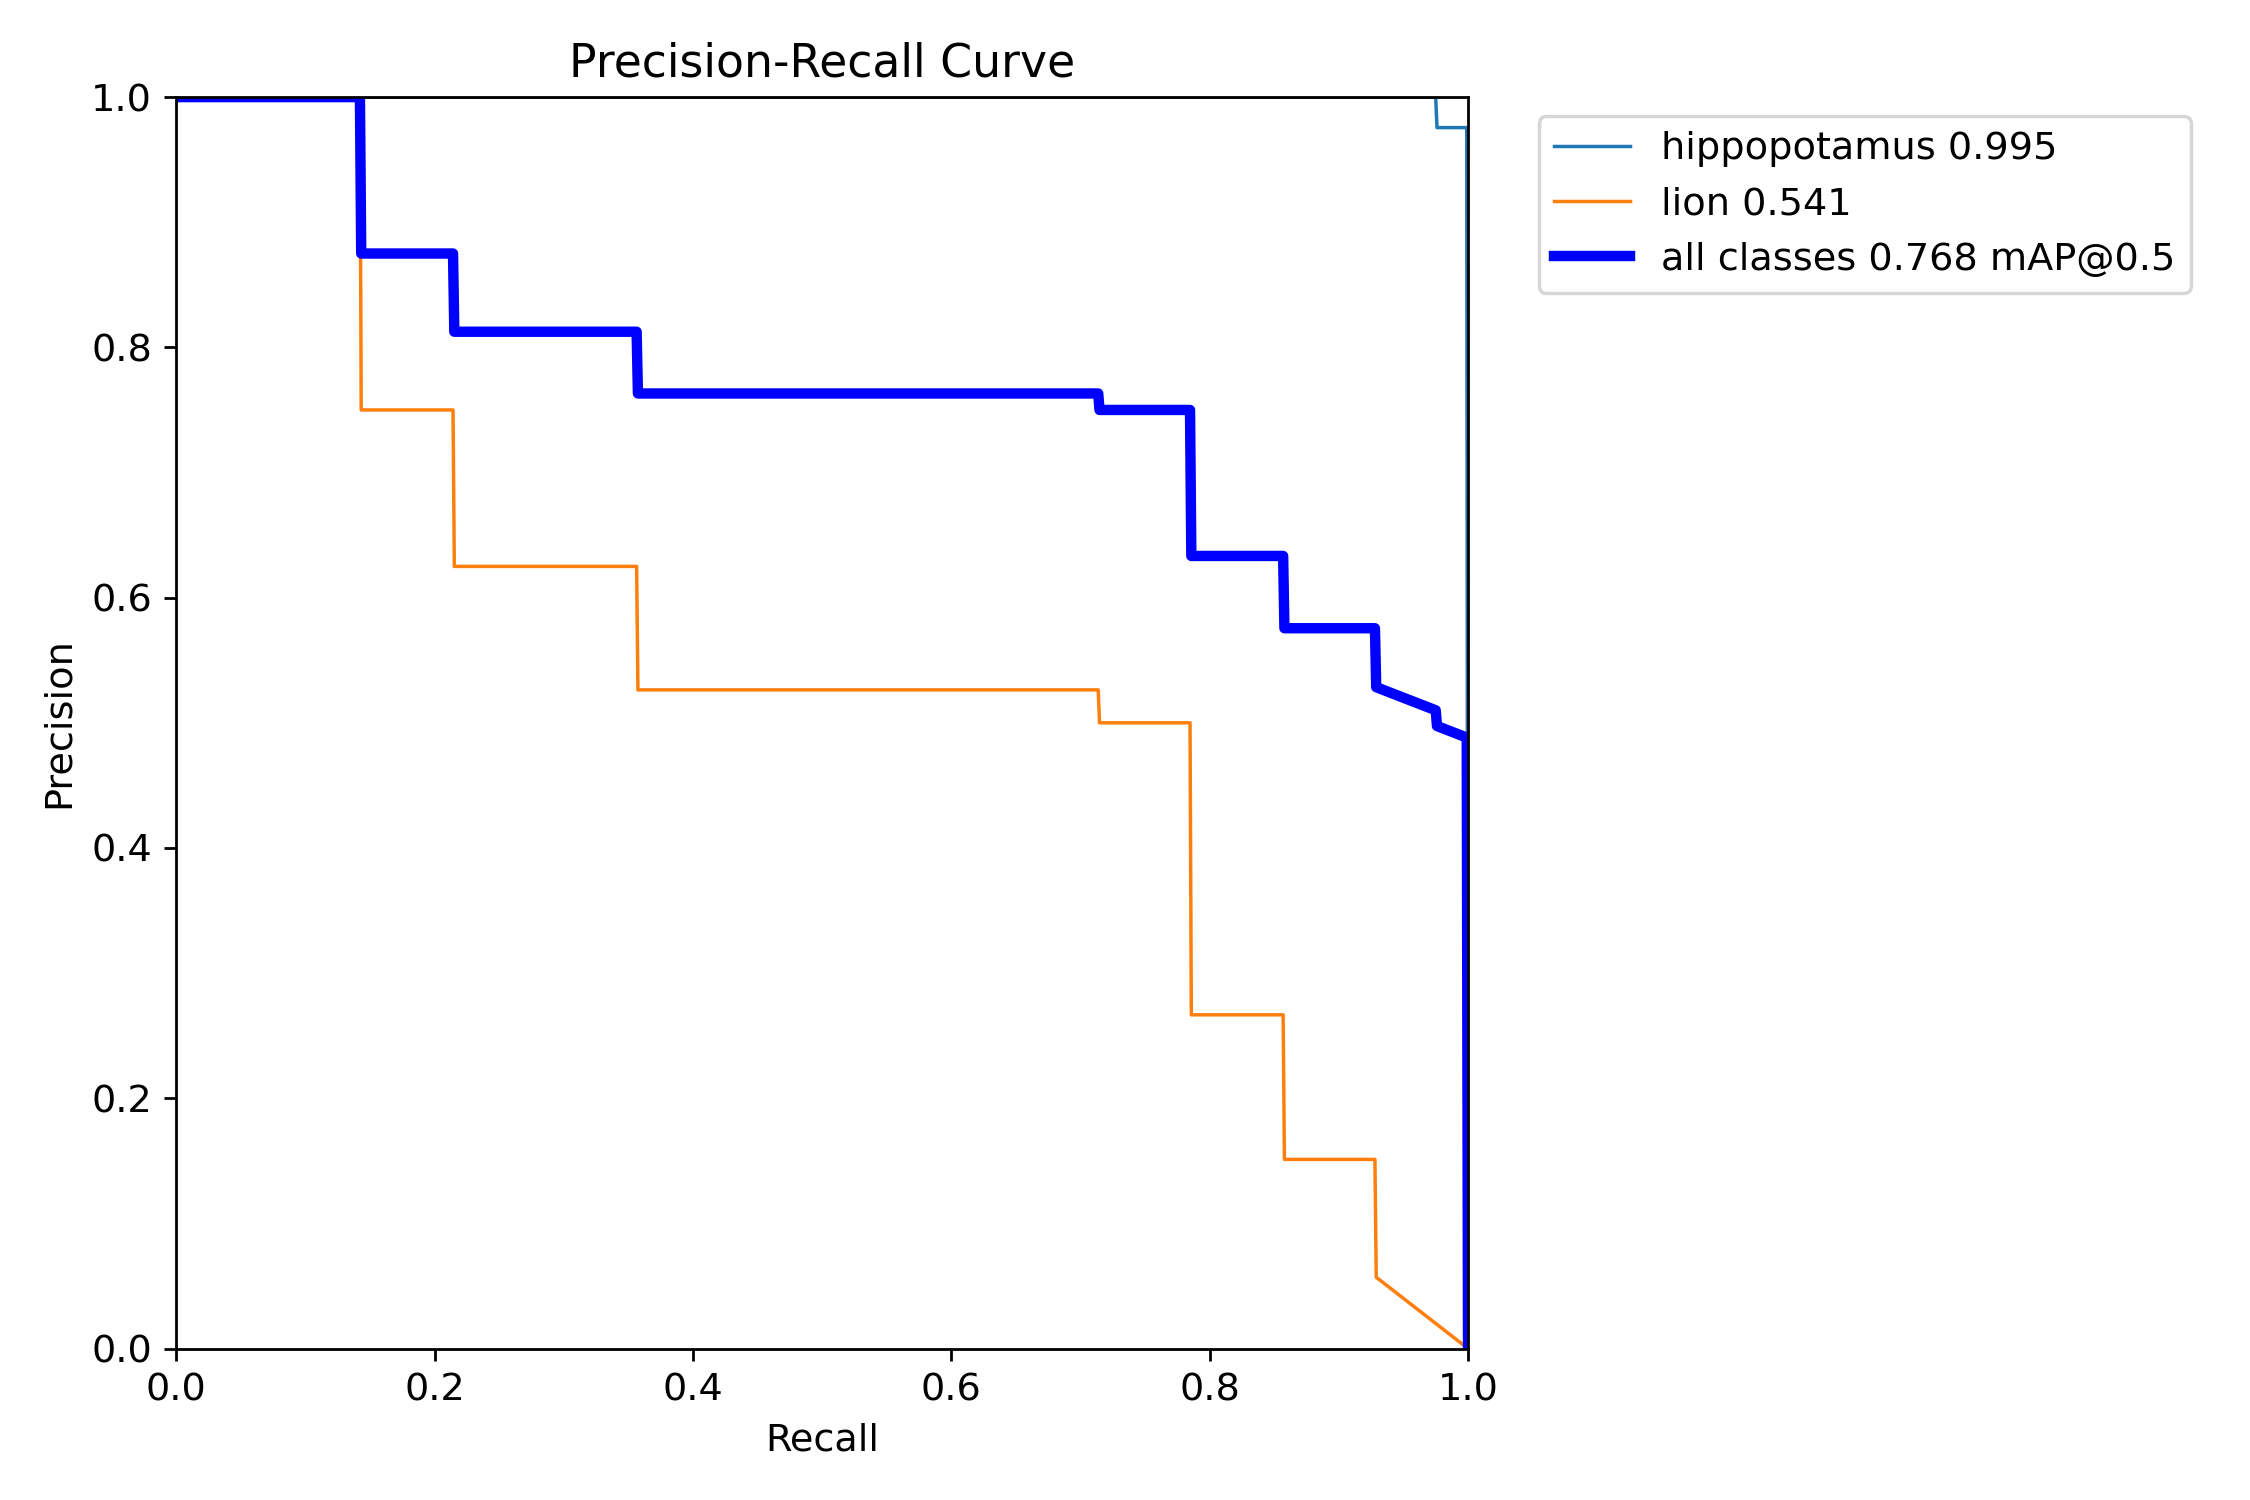 Precision-Recall Curve
hippopotamus 0.995
lion 0.541
all classes 0.768 mAP@0.5
Precision
1.0
0.8
0.6
0.4
0.2
0.0
0.0 0.2 0.4 0.6 0.8 1.0
Recall